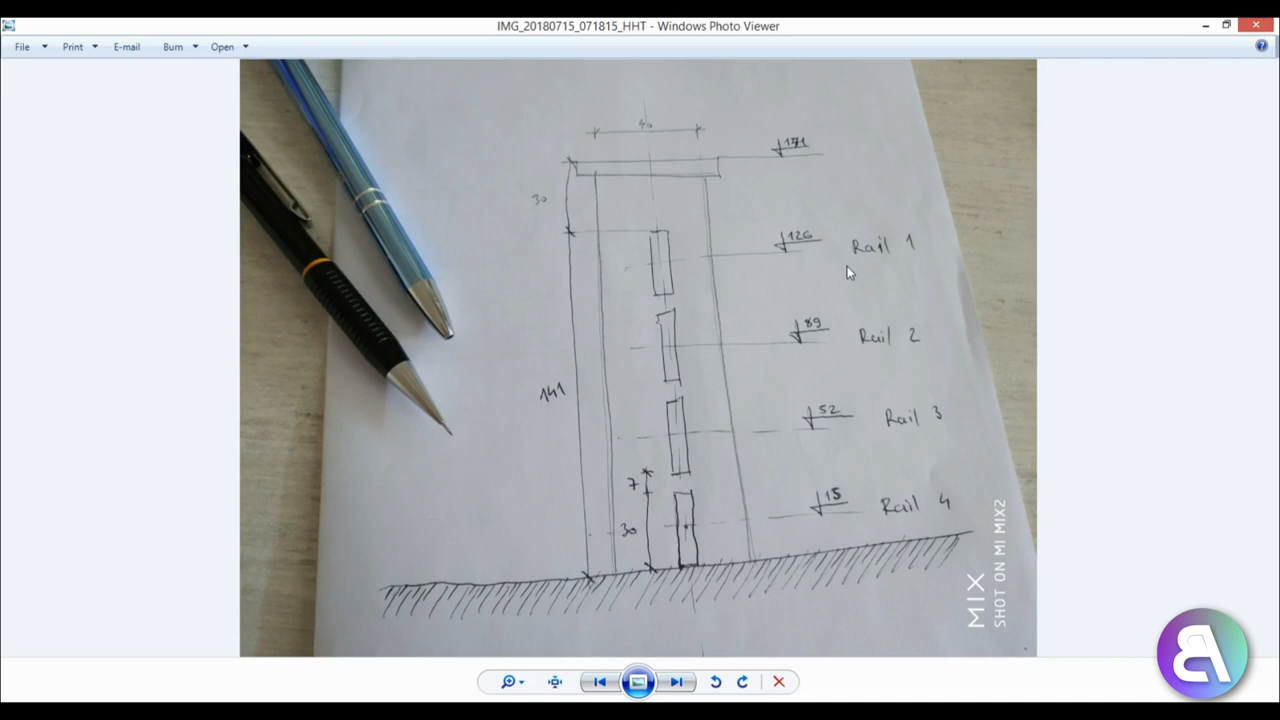 IMG_20180715_071815_HHT - Windows Photo Viewer
File Print E-mail Burn Open
171
30
126 Rail 1
89 Rail 2
141
52 Rail 3
7
15 Rail 4
30
MIX
SHOT ON MI MIX2